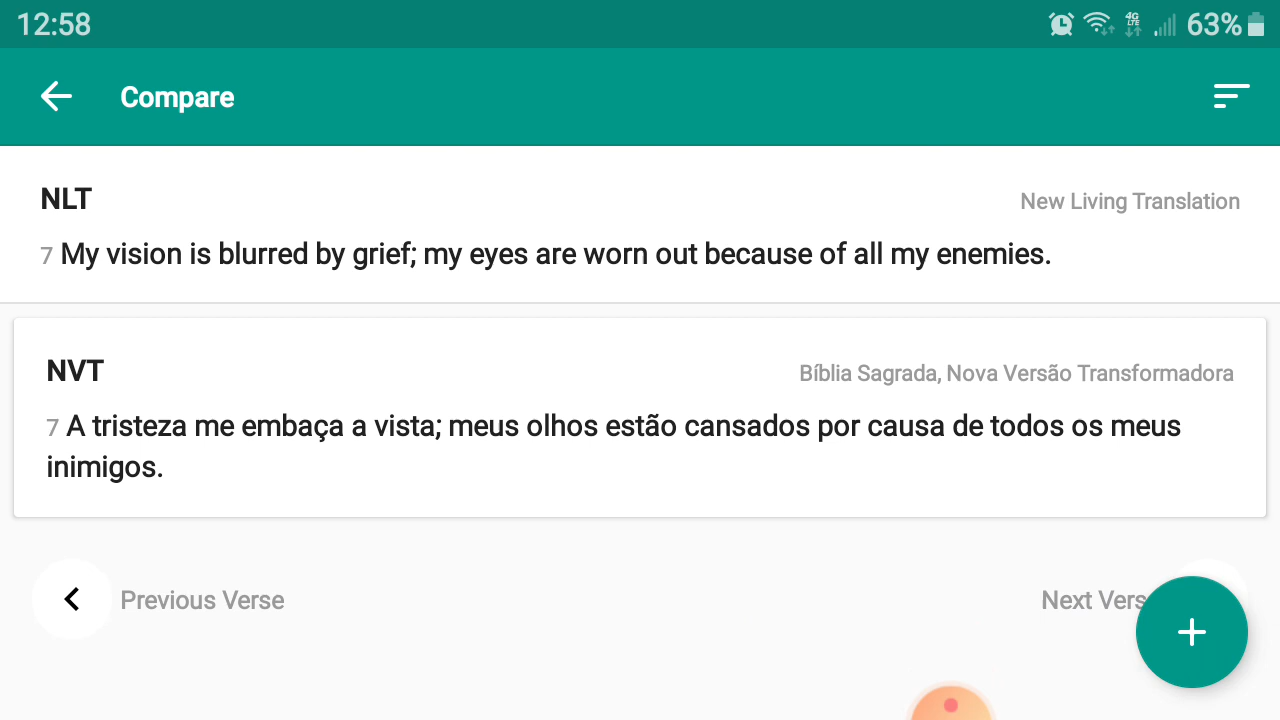 12:58
4G LTE 63%
Compare
NLT
New Living Translation
7 My vision is blurred by grief; my eyes are worn out because of all my enemies.
NVT
Bíblia Sagrada, Nova Versão Transformadora
7 A tristeza me embaça a vista; meus olhos estão cansados por causa de todos os meus
inimigos.
Previous Verse
Next Vers